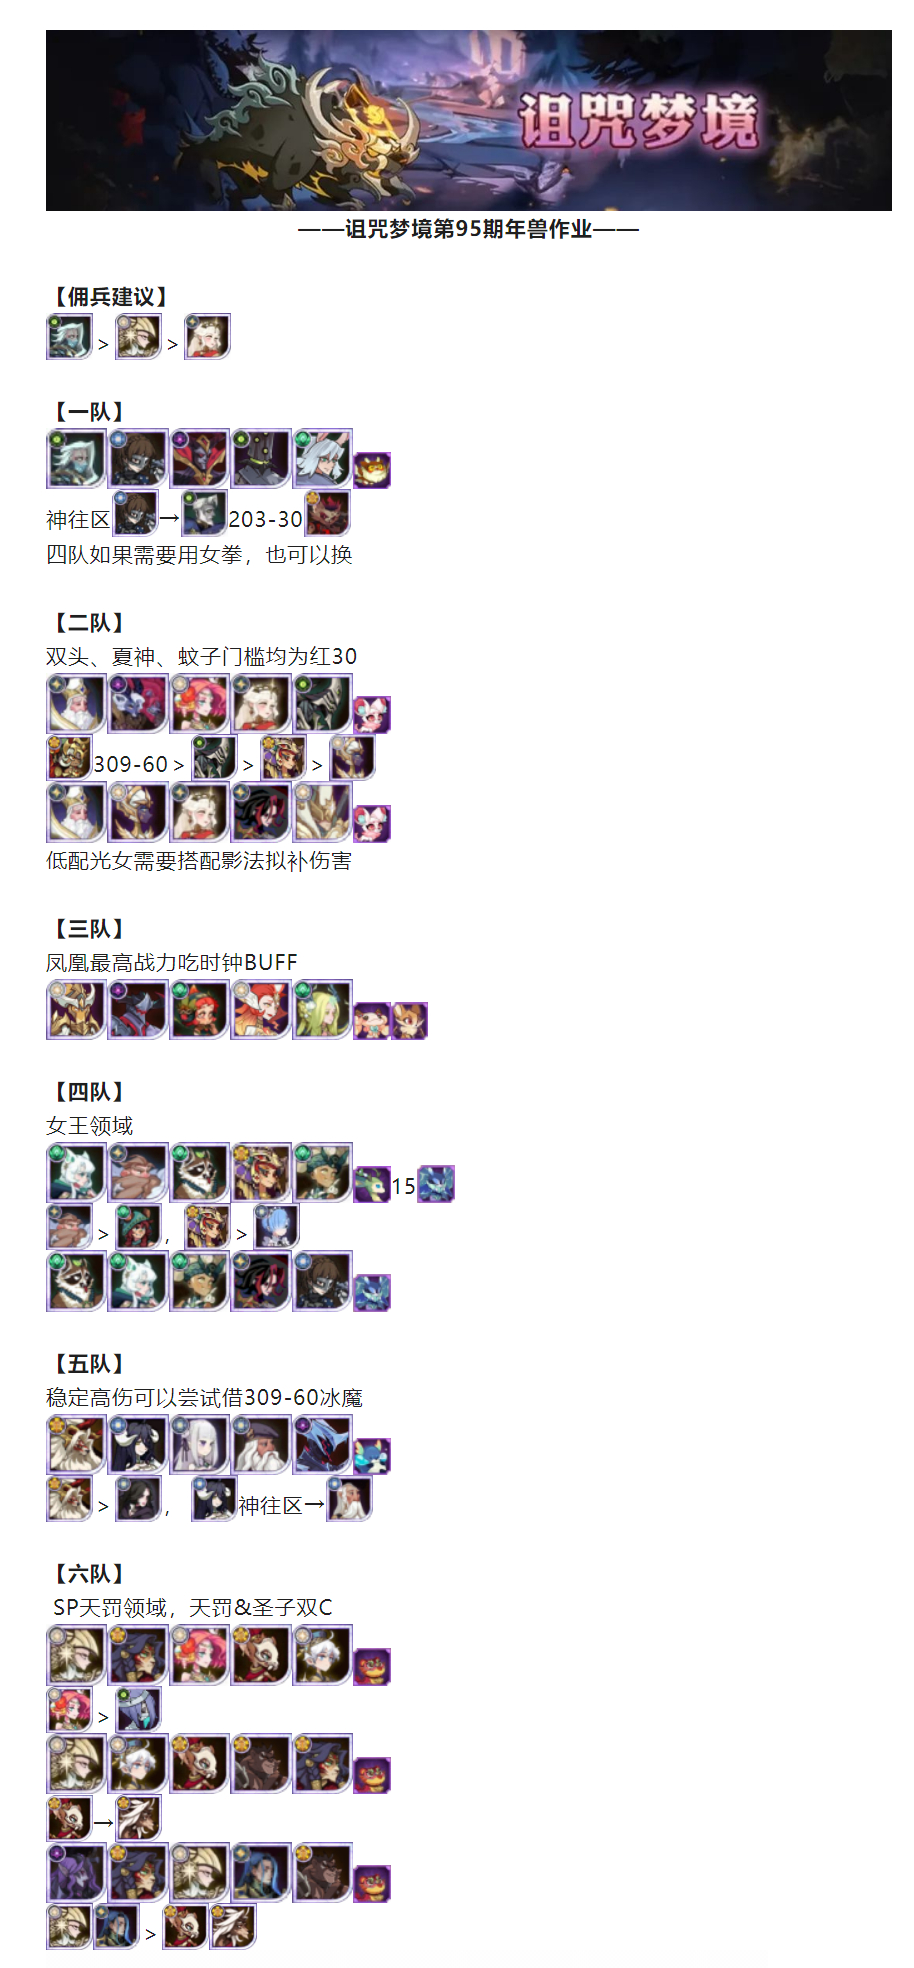 诅咒梦境
——诅咒梦境第95期年兽作业——
【佣兵建议】
> >
【一队】
神往区→203-30
四队如果需要用女拳，也可以换
【二队】
双头、夏神、蚊子门槛均为红30
309-60 > > >
低配光女需要搭配影法拟补伤害
【三队】
凤凰最高战力吃时钟BUFF
【四队】
女王领域
15
> ， >
【五队】
稳定高伤可以尝试借309-60冰魔
> ， 神往区→
【六队】
SP天罚领域，天罚&圣子双C
>
→
>